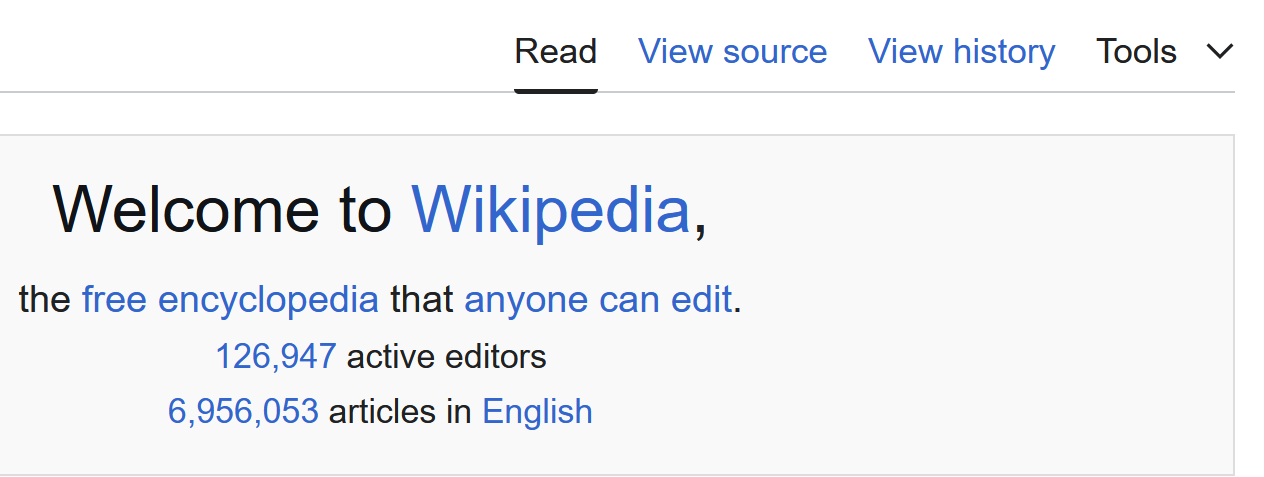 Read View source View history Tools
Welcome to Wikipedia,
the free encyclopedia that anyone can edit.
126,947 active editors
6,956,053 articles in English